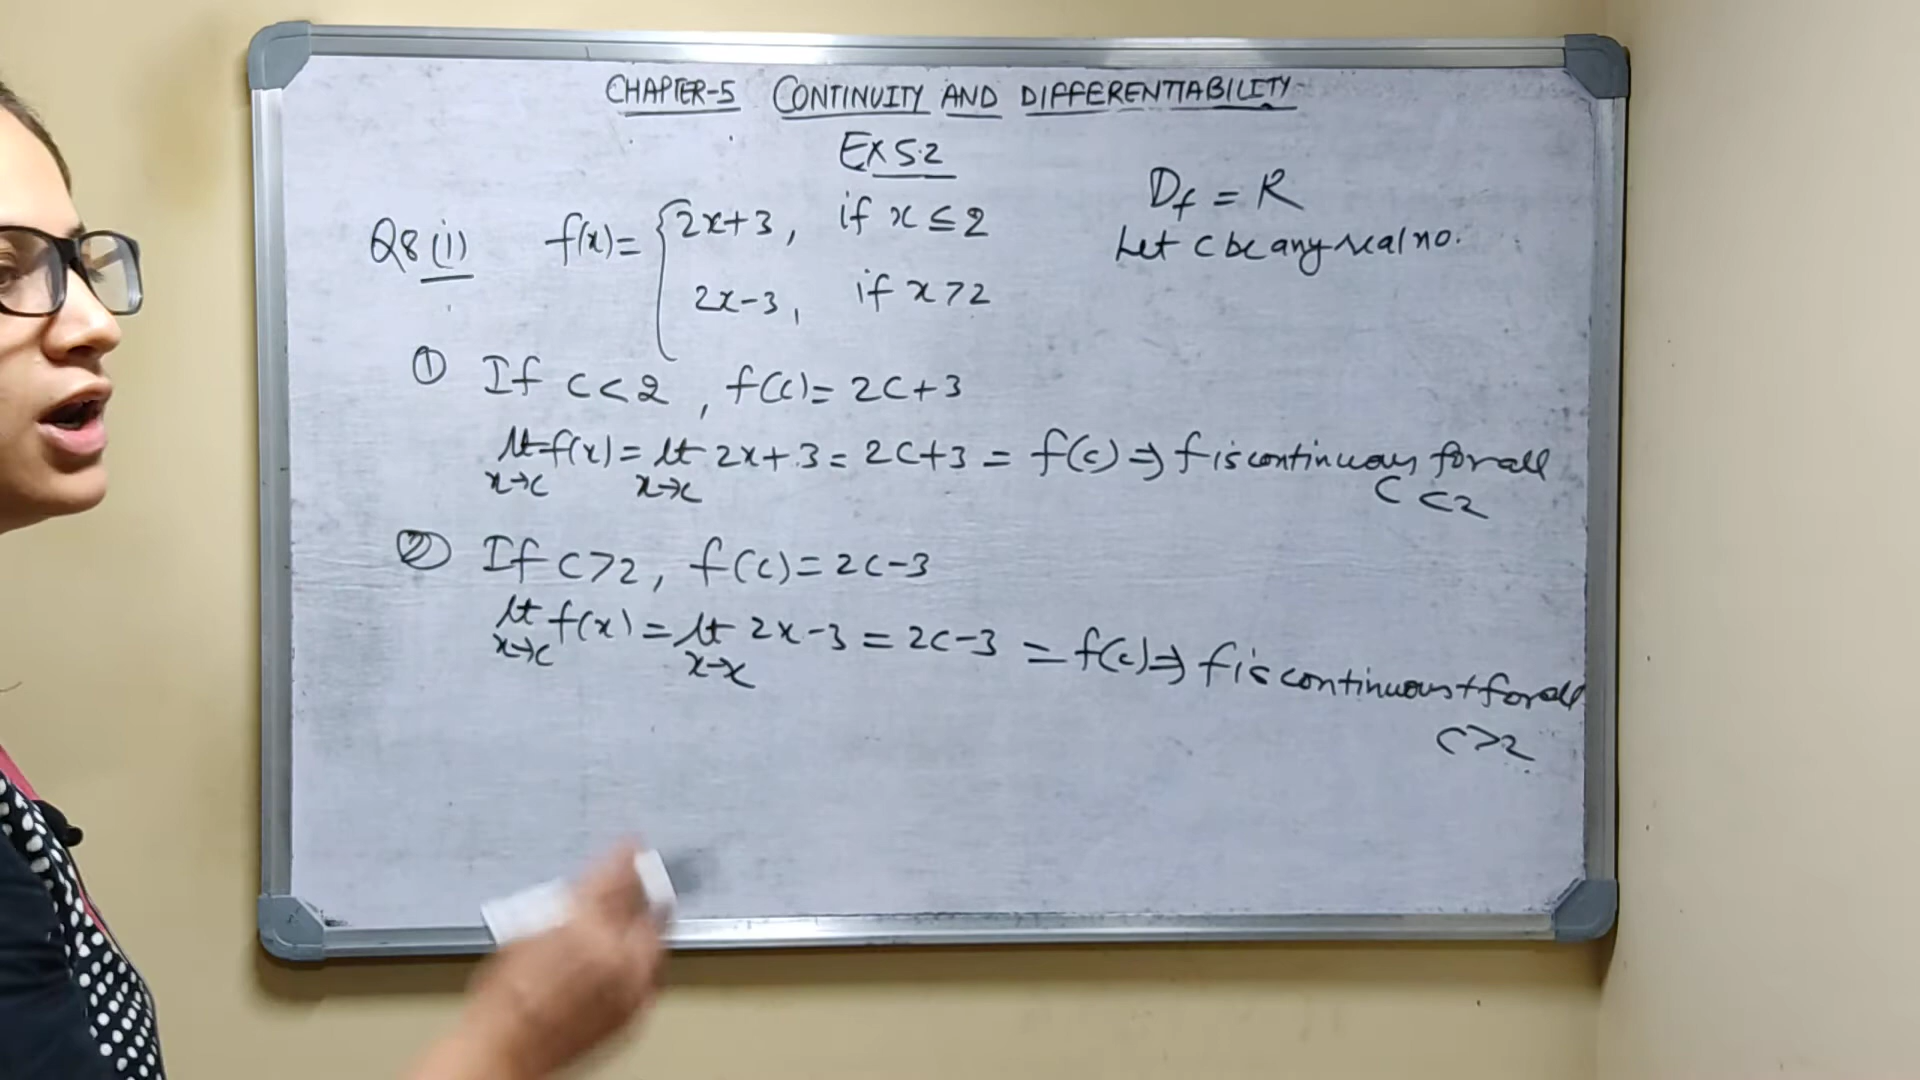 CHAPTER-5 CONTINUITY AND DIFFERENTIABILITY
EX 5.2
Df = R
Let c be any real no.
Q8 (i) f(x) = { 2x+3, if x ≤ 2
2x-3, if x > 2
① If c < 2, f(c) = 2c+3
lt f(x) = lt 2x+3 = 2c+3 = f(c) ⇒ f is continuous for all
x→c x→c c < 2
② If c > 2, f(c) = 2c-3
lt f(x) = lt 2x-3 = 2c-3 = f(c) ⇒ f is continuous for all
x→c x→x
c > 2